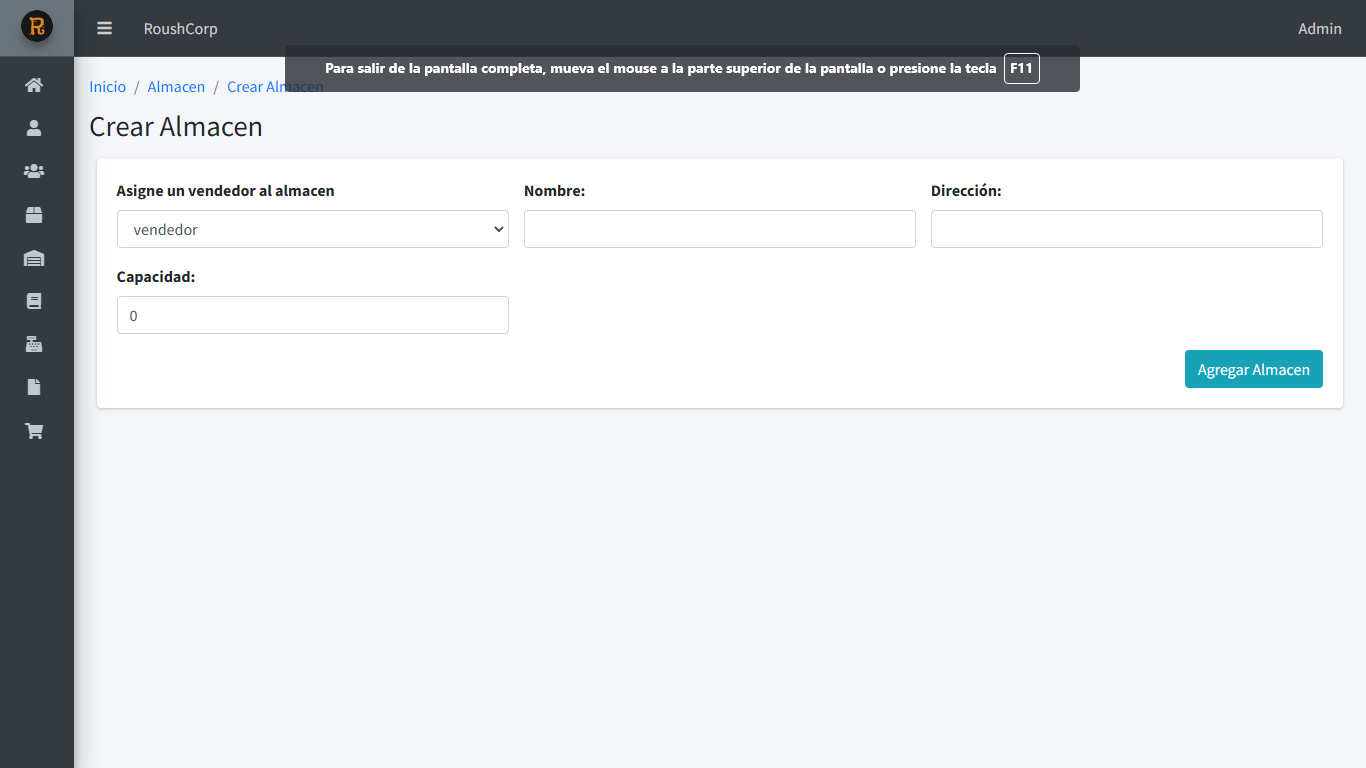 R
RoushCorp
Admin
Para salir de la pantalla completa, mueva el mouse a la parte superior de la pantalla o presione la tecla F11
Inicio / Almacen / Crear Almacen
Crear Almacen
Asigne un vendedor al almacen
Nombre:
Dirección:
vendedor
Capacidad:
0
Agregar Almacen